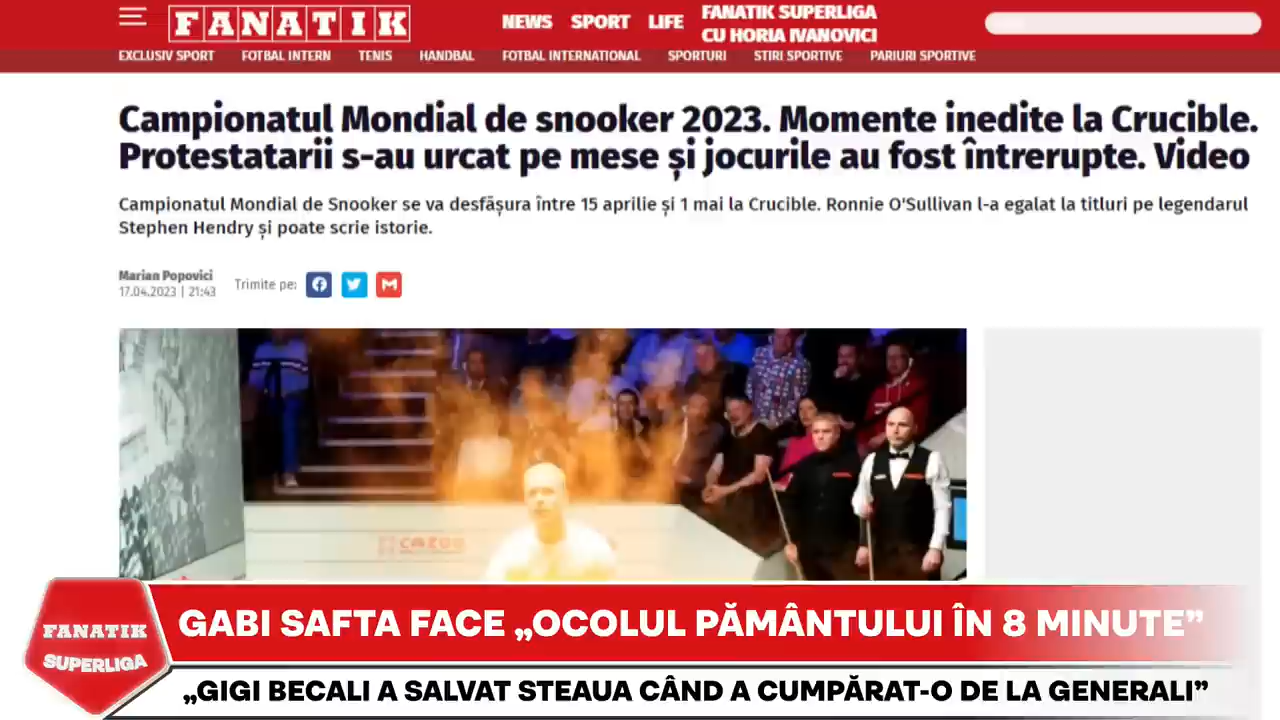 FANATIK
NEWS SPORT LIFE FANATIK SUPERLIGA
CU HORIA IVANOVICI
EXCLUSIV SPORT FOTBAL INTERN TENIS HANDBAL FOTBAL INTERNATIONAL SPORTURI STIRI SPORTIVE PARIURI SPORTIVE
Campionatul Mondial de snooker 2023. Momente inedite la Crucible.
Protestatarii s-au urcat pe mese și jocurile au fost întrerupte. Video
Campionatul Mondial de Snooker se va desfășura între 15 aprilie și 1 mai la Crucible. Ronnie O'Sullivan l-a egalat la titluri pe legendarul
Stephen Hendry și poate scrie istorie.
Marian Popovici
17.04.2023 | 21:43
Trimite pe:
CAZOO
FANATIK
SUPERLIGA
GABI SAFTA FACE „OCOLUL PĂMÂNTULUI ÎN 8 MINUTE”
„GIGI BECALI A SALVAT STEAUA CÂND A CUMPĂRAT-O DE LA GENERALI”